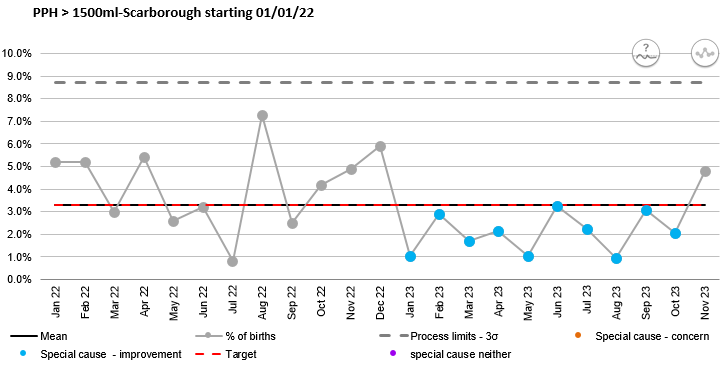 PPH > 1500ml-Scarborough starting 01/01/22
?
10.0%
9.0%
8.0%
7.0%
6.0%
5.0%
4.0%
3.0%
2.0%
1.0%
0.0%
Jan 22
Feb 22
Mar 22
Apr 22
May 22
Jun 22
Jul 22
Aug 22
Sep 22
Oct 22
Nov 22
Dec 22
Jan 23
Feb 23
Mar 23
Apr 23
May 23
Jun 23
Jul 23
Aug 23
Sep 23
Oct 23
Nov 23
Mean
% of births
Process limits - 3σ
Special cause - concern
Special cause - improvement
Target
special cause neither